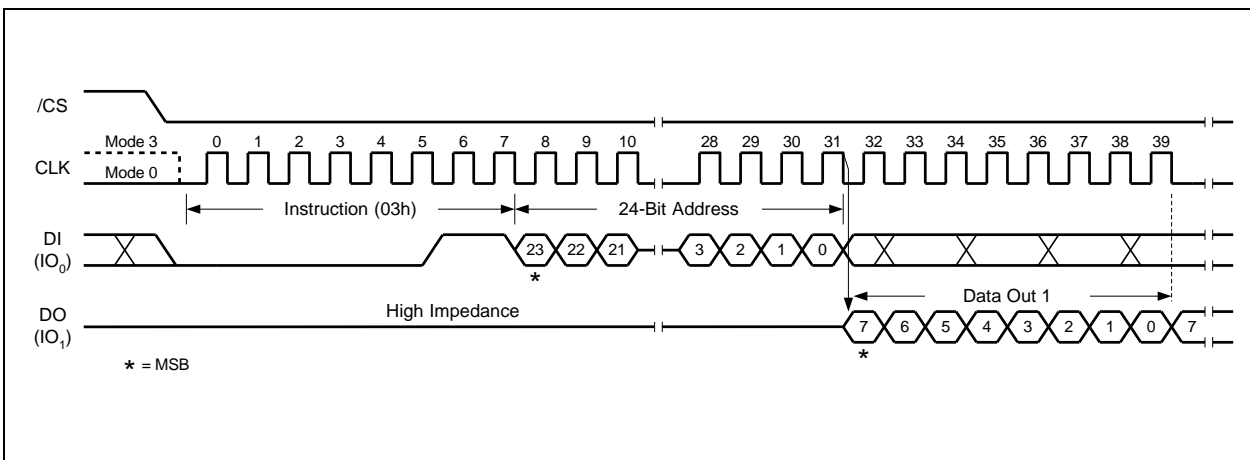 /CS
Mode 3
CLK
Mode 0
0 1 2 3 4 5 6 7 8 9 10 28 29 30 31 32 33 34 35 36 37 38 39
Instruction (03h)
24-Bit Address
DI
(IO₀)
23 22 21 3 2 1 0
*
High Impedance
Data Out 1
DO
(IO₁)
7 6 5 4 3 2 1 0 7
*
* = MSB